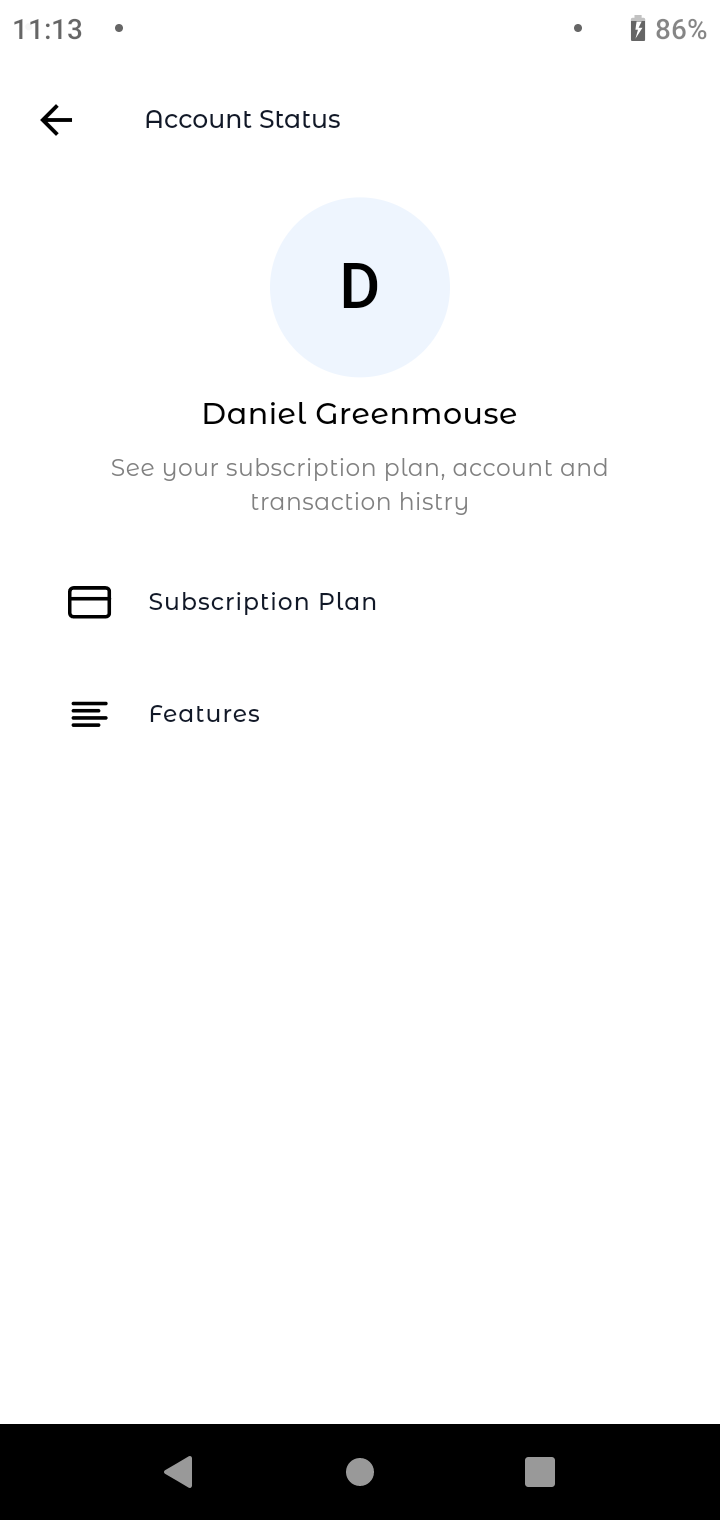 11:13
86%
Account Status
D
Daniel Greenmouse
See your subscription plan, account and
transaction histry
Subscription Plan
Features